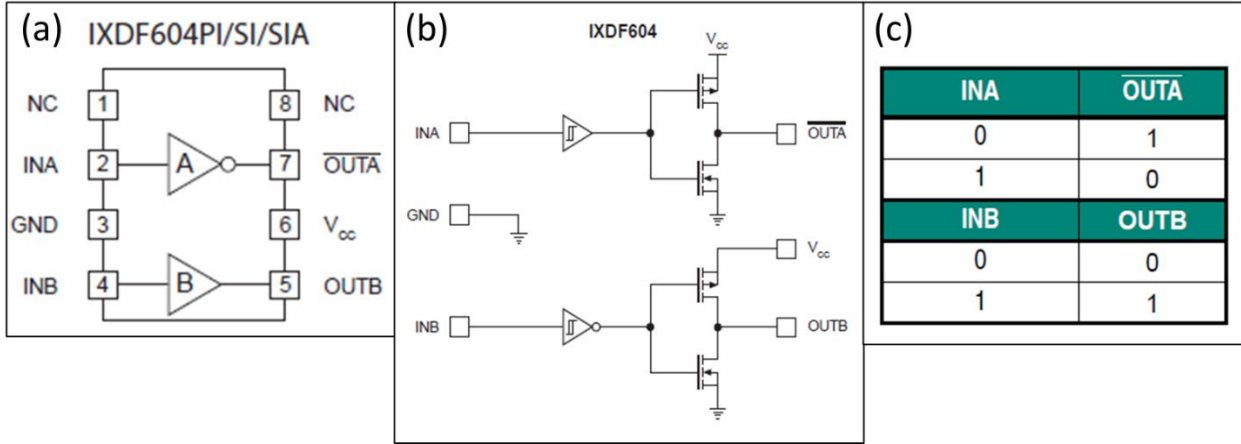 (a)
IXDF604PI/SI/SIA
NC 1 8 NC
INA 2 A 7 OUTA
GND 3 6 Vcc
INB 4 B 5 OUTB
(b)
IXDF604
Vcc
INA
OUTA
GND
Vcc
INB
OUTB
(c)
INA OUTA
0 1
1 0
INB OUTB
0 0
1 1